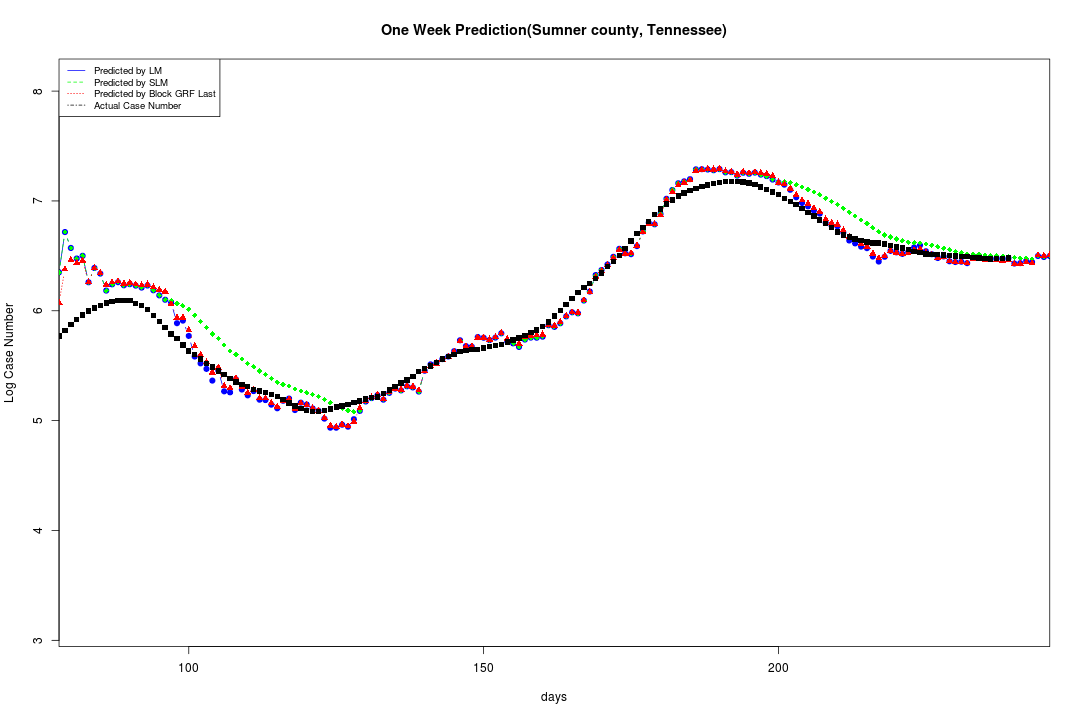 One Week Prediction(Sumner county, Tennessee)
Predicted by LM
Predicted by SLM
Predicted by Block GRF Last
Actual Case Number
8
7
6
5
4
3
Log Case Number
100 150 200
days